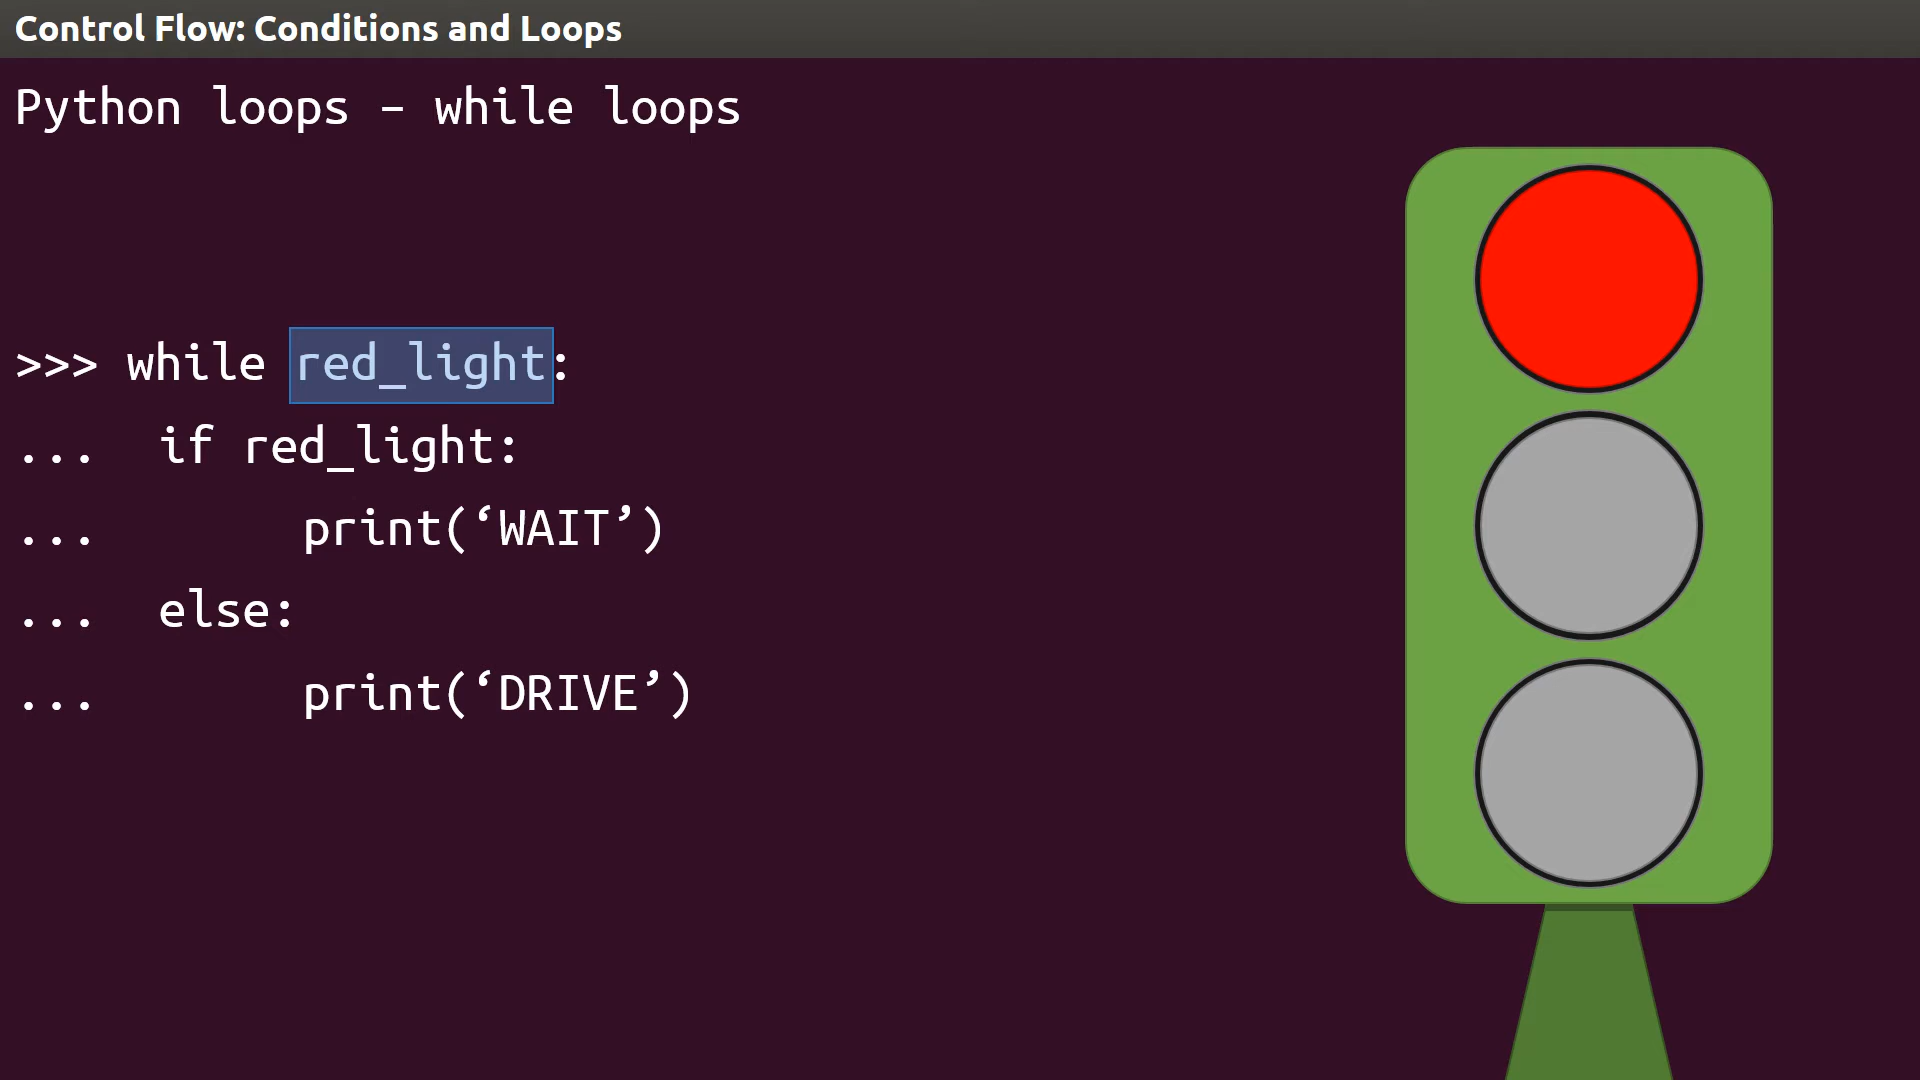 Control Flow: Conditions and Loops
Python loops – while loops
>>> while red_light:
... if red_light:
... print(‘WAIT’)
... else:
... print(‘DRIVE’)